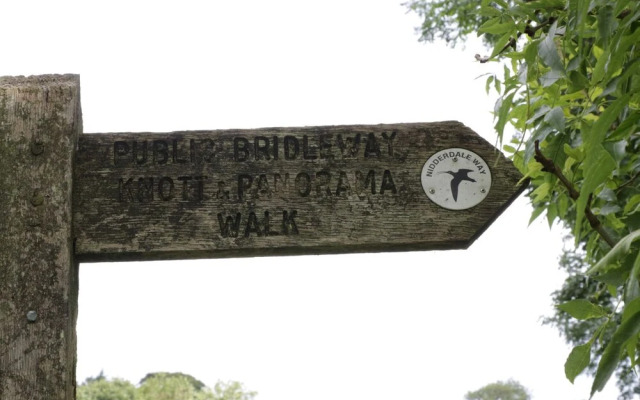 PUBLIC BRIDLEWAY
KNOTT & PANORAMA
WALK
NIDDERDALE WAY